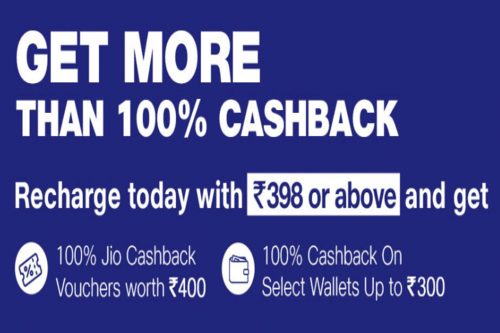 GET MORE
THAN 100% CASHBACK
Recharge today with ₹398 or above and get
100% Jio Cashback
Vouchers worth ₹400
100% Cashback On
Select Wallets Up to ₹300